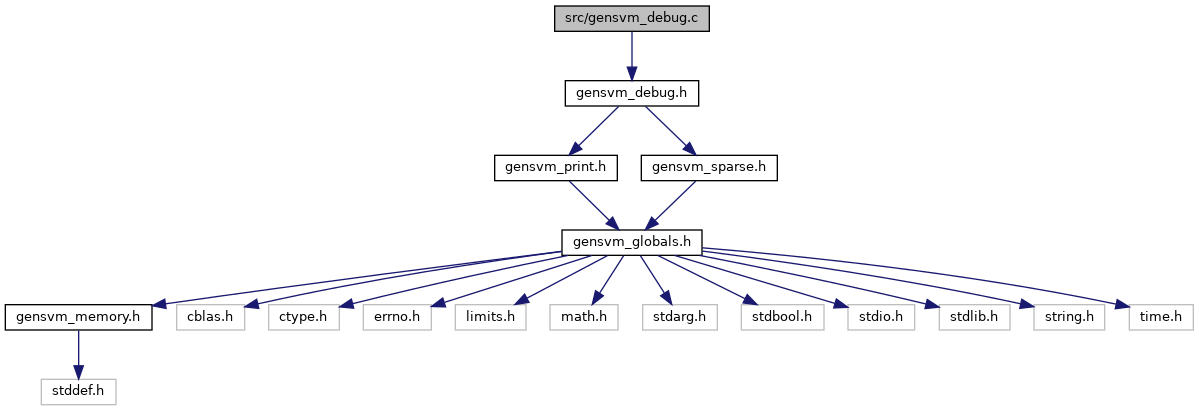 src/gensvm_debug.c
gensvm_debug.h
gensvm_print.h
gensvm_sparse.h
gensvm_globals.h
gensvm_memory.h
cblas.h
ctype.h
errno.h
limits.h
math.h
stdarg.h
stdbool.h
stdio.h
stdlib.h
string.h
time.h
stddef.h